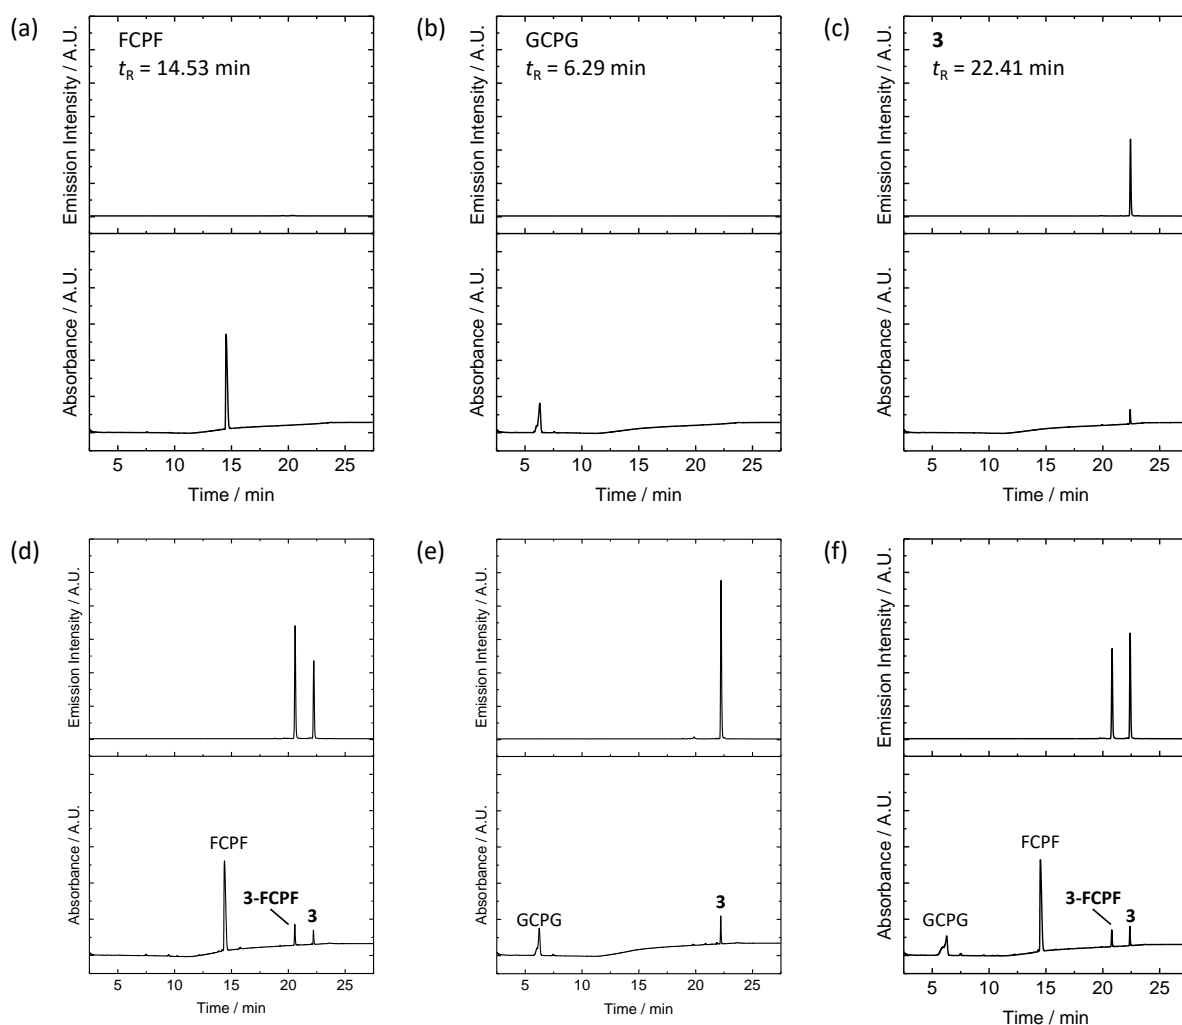 (a)
FCPF
tR = 14.53 min
Emission Intensity / A.U.
Absorbance / A.U.
5 10 15 20 25
Time / min
(b)
GCPG
tR = 6.29 min
Emission Intensity / A.U.
Absorbance / A.U.
5 10 15 20 25
Time / min
(c)
3
tR = 22.41 min
Emission Intensity / A.U.
Absorbance / A.U.
5 10 15 20 25
Time / min
(d)
Emission Intensity / A.U.
Absorbance / A.U.
FCPF
3-FCPF
3
5 10 15 20 25
Time / min
(e)
Emission Intensity / A.U.
Absorbance / A.U.
GCPG
3
5 10 15 20 25
Time / min
(f)
Emission Intensity / A.U.
Absorbance / A.U.
FCPF
3-FCPF
3
GCPG
5 10 15 20 25
Time / min